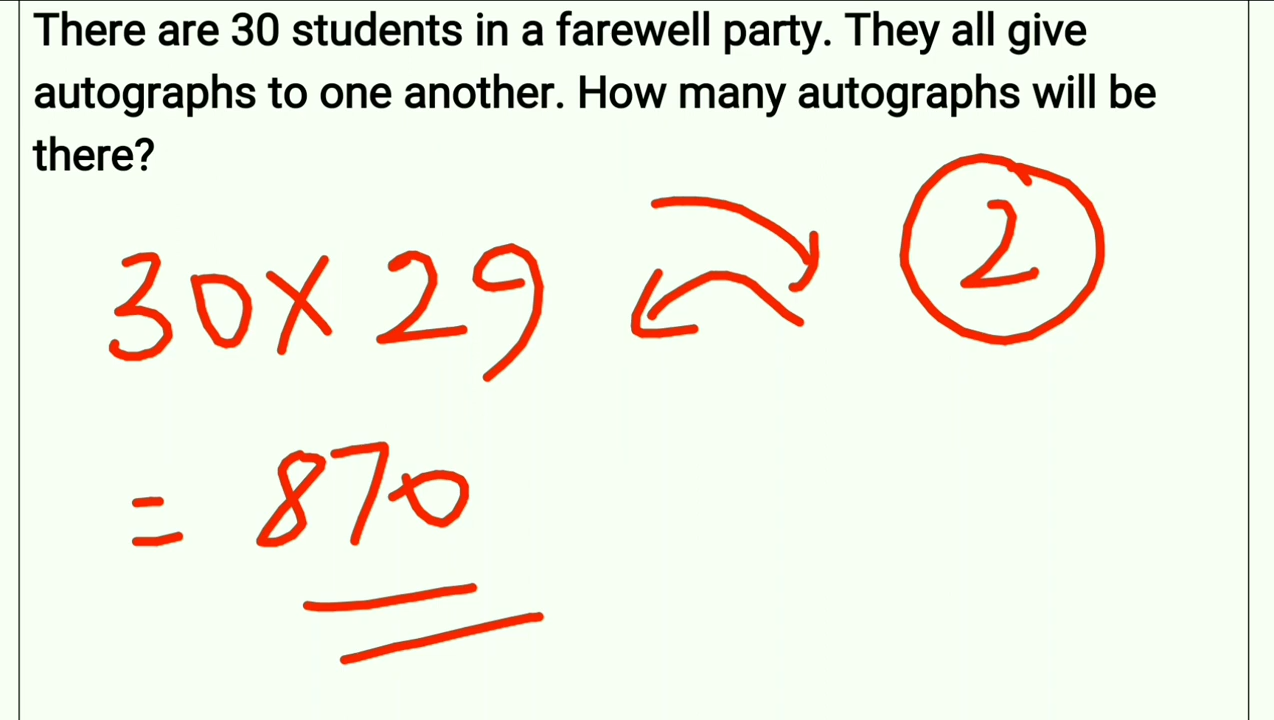 There are 30 students in a farewell party. They all give
autographs to one another. How many autographs will be
there?
30 x 29
2
= 870